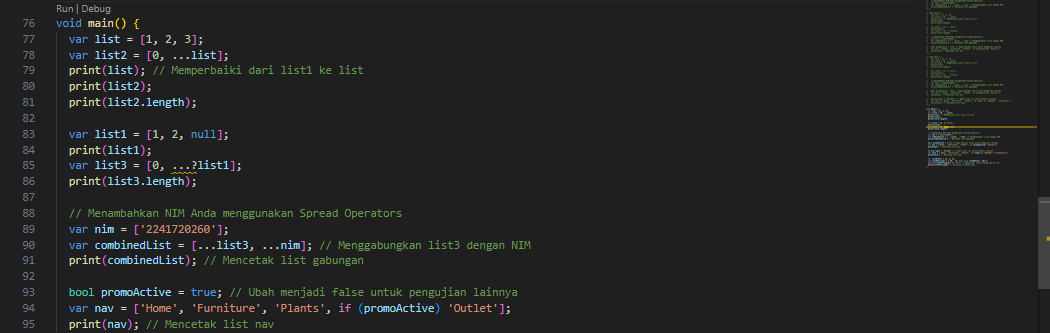 Run | Debug
76 void main() {
77 var list = [1, 2, 3];
78 var list2 = [0, ...list];
79 print(list); // Memperbaiki dari list1 ke list
80 print(list2);
81 print(list2.length);
82
83 var list1 = [1, 2, null];
84 print(list1);
85 var list3 = [0, ...?list1];
86 print(list3.length);
87
88 // Menambahkan NIM Anda menggunakan Spread Operators
89 var nim = ['2241720260'];
90 var combinedList = [...list3, ...nim]; // Menggabungkan list3 dengan NIM
91 print(combinedList); // Mencetak list gabungan
92
93 bool promoActive = true; // Ubah menjadi false untuk pengujian lainnya
94 var nav = ['Home', 'Furniture', 'Plants', if (promoActive) 'Outlet'];
95 print(nav); // Mencetak list nav